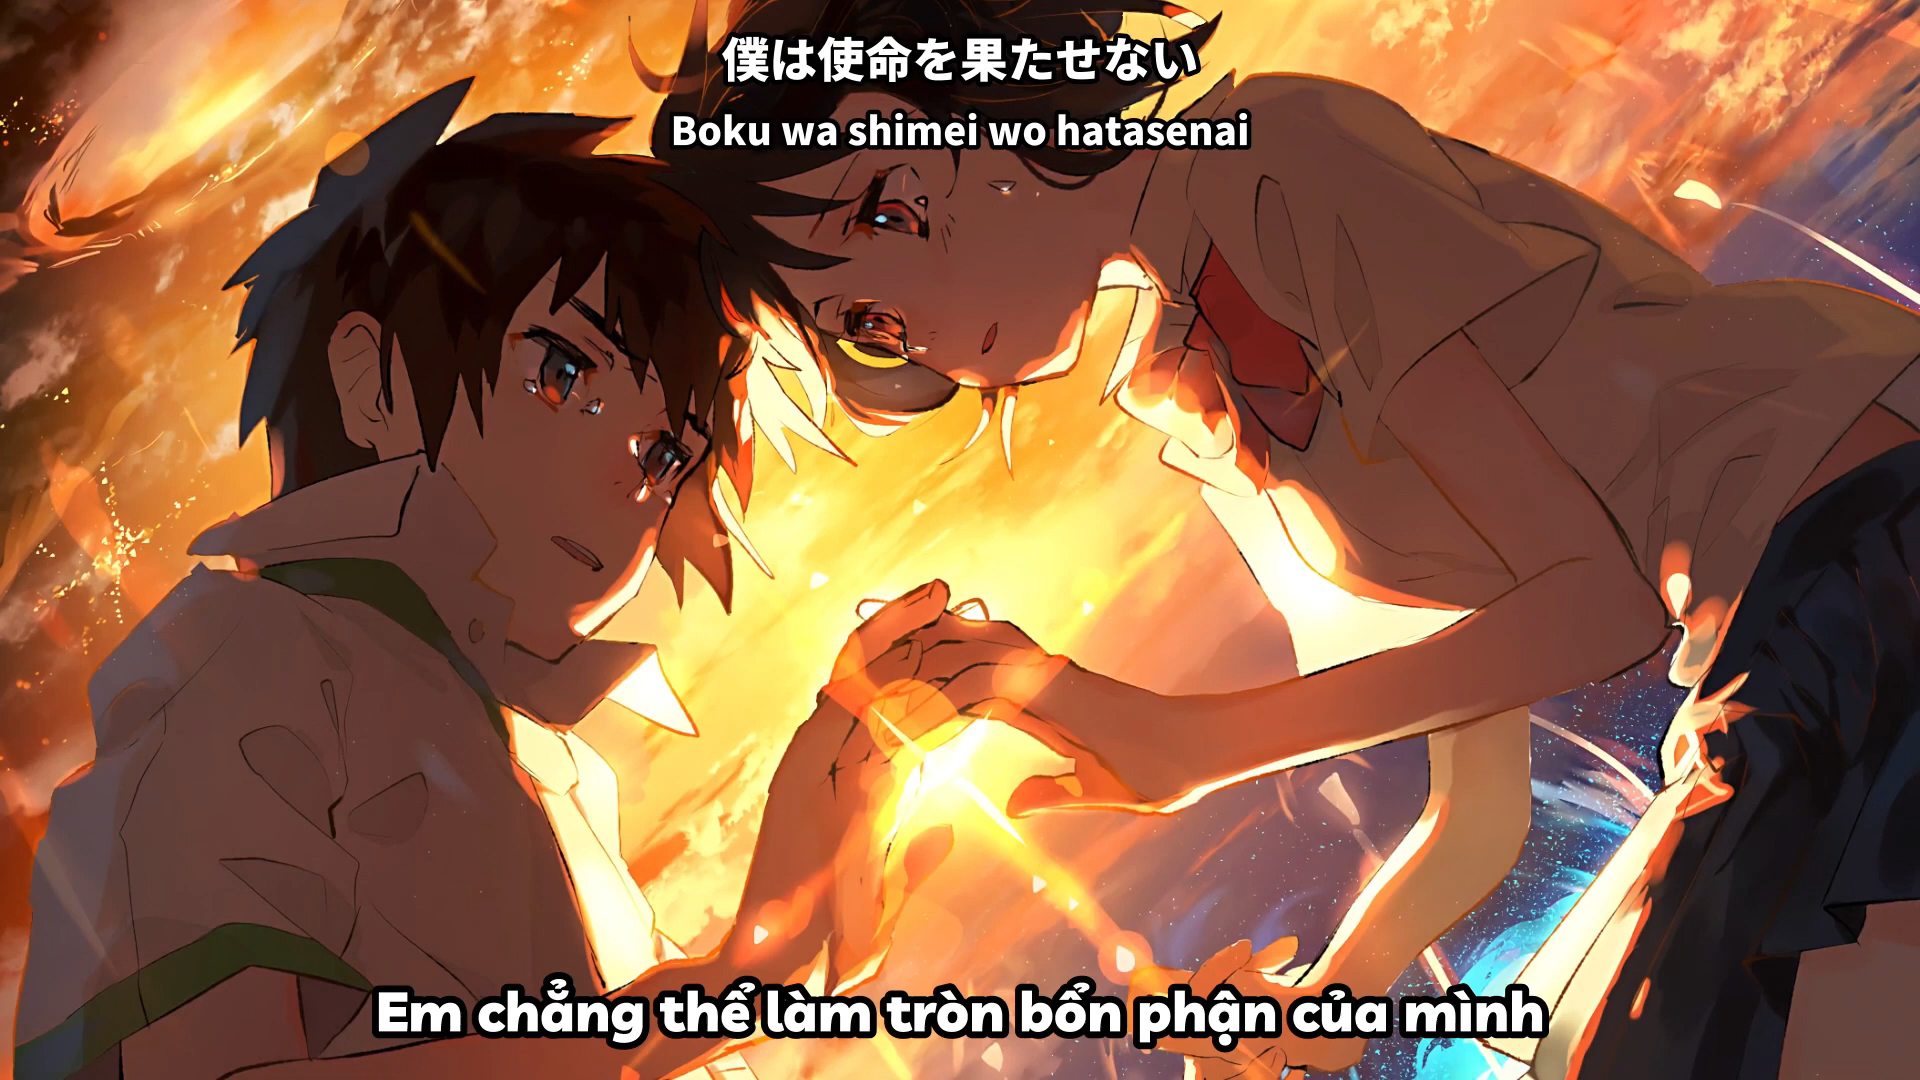 僕は使命を果たせない
Boku wa shimei wo hatasenai
Em chẳng thể làm tròn bổn phận của mình